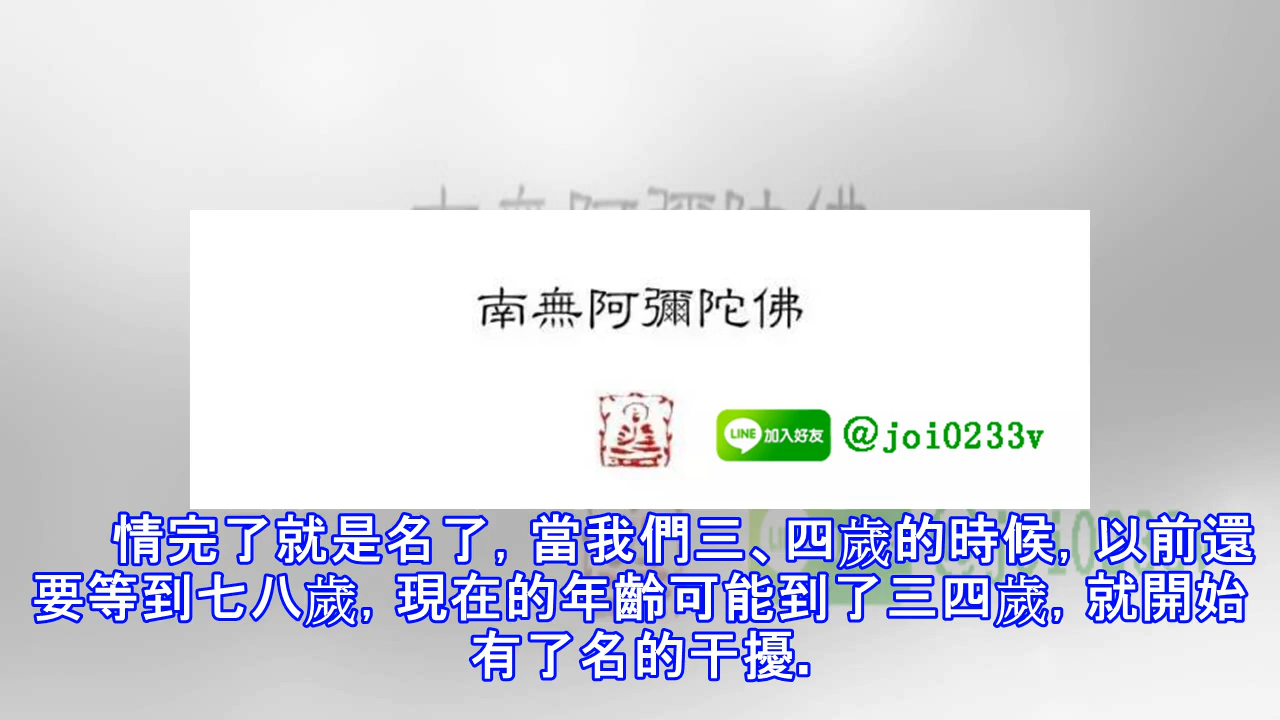 南無阿彌陀佛
LINE 加入好友 @joi0233v
情完了就是名了, 當我們三、四歲的時候, 以前還
要等到七八歲, 現在的年齡可能到了三四歲, 就開始
有了名的干擾.